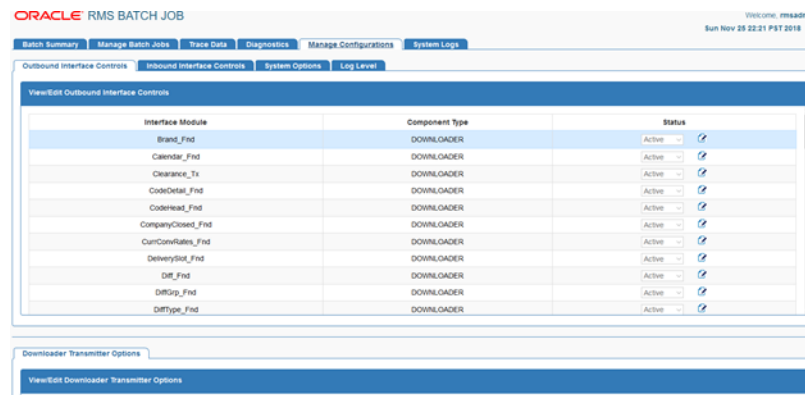 ORACLE RMS BATCH JOB
Welcome, rmsadr
Sun Nov 25 22:21 PST 2018
Batch Summary Manage Batch Jobs Trace Data Diagnostics Manage Configurations System Logs
Outbound Interface Controls Inbound Interface Controls System Options Log Level
View/Edit Outbound Interface Controls
Interface Module Component Type Status
Brand_Fnd DOWNLOADER Active
Calendar_Fnd DOWNLOADER Active
Clearance_Tx DOWNLOADER Active
CodeDetail_Fnd DOWNLOADER Active
CodeHead_Fnd DOWNLOADER Active
CompanyClosed_Fnd DOWNLOADER Active
CurrConvRates_Fnd DOWNLOADER Active
DeliverySlot_Fnd DOWNLOADER Active
Diff_Fnd DOWNLOADER Active
DiffGrp_Fnd DOWNLOADER Active
DiffType_Fnd DOWNLOADER Active
Downloader Transmitter Options
View/Edit Downloader Transmitter Options